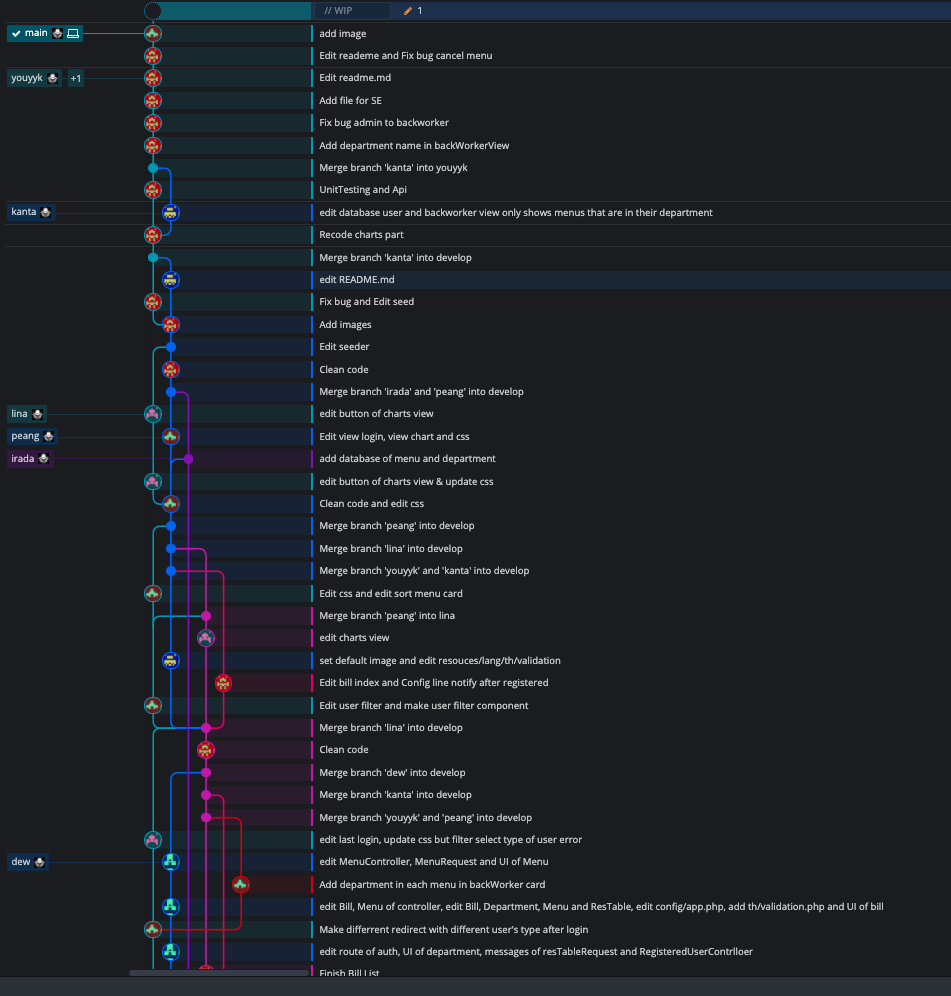 // WIP 1
main add image
Edit reademe and Fix bug cancel menu
youyyk +1 Edit readme.md
Add file for SE
Fix bug admin to backworker
Add department name in backWorkerView
Merge branch 'kanta' into youyyk
UnitTesting and Api
kanta edit database user and backworker view only shows menus that are in their department
Recode charts part
Merge branch 'kanta' into develop
edit README.md
Fix bug and Edit seed
Add images
Edit seeder
Clean code
Merge branch 'irada' and 'peang' into develop
lina edit button of charts view
peang Edit view login, view chart and css
irada add database of menu and department
edit button of charts view & update css
Clean code and edit css
Merge branch 'peang' into develop
Merge branch 'lina' into develop
Merge branch 'youyyk' and 'kanta' into develop
Edit css and edit sort menu card
Merge branch 'peang' into lina
edit charts view
set default image and edit resouces/lang/th/validation
Edit bill index and Config line notify after registered
Edit user filter and make user filter component
Merge branch 'lina' into develop
Clean code
Merge branch 'dew' into develop
Merge branch 'kanta' into develop
Merge branch 'youyyk' and 'peang' into develop
edit last login, update css but filter select type of user error
dew edit MenuController, MenuRequest and UI of Menu
Add department in each menu in backWorker card
edit Bill, Menu of controller, edit Bill, Department, Menu and ResTable, edit config/app.php, add th/validation.php and UI of bill
Make differrent redirect with different user's type after login
edit route of auth, UI of department, messages of resTableRequest and RegisteredUserContrlloer
Finish Bill List